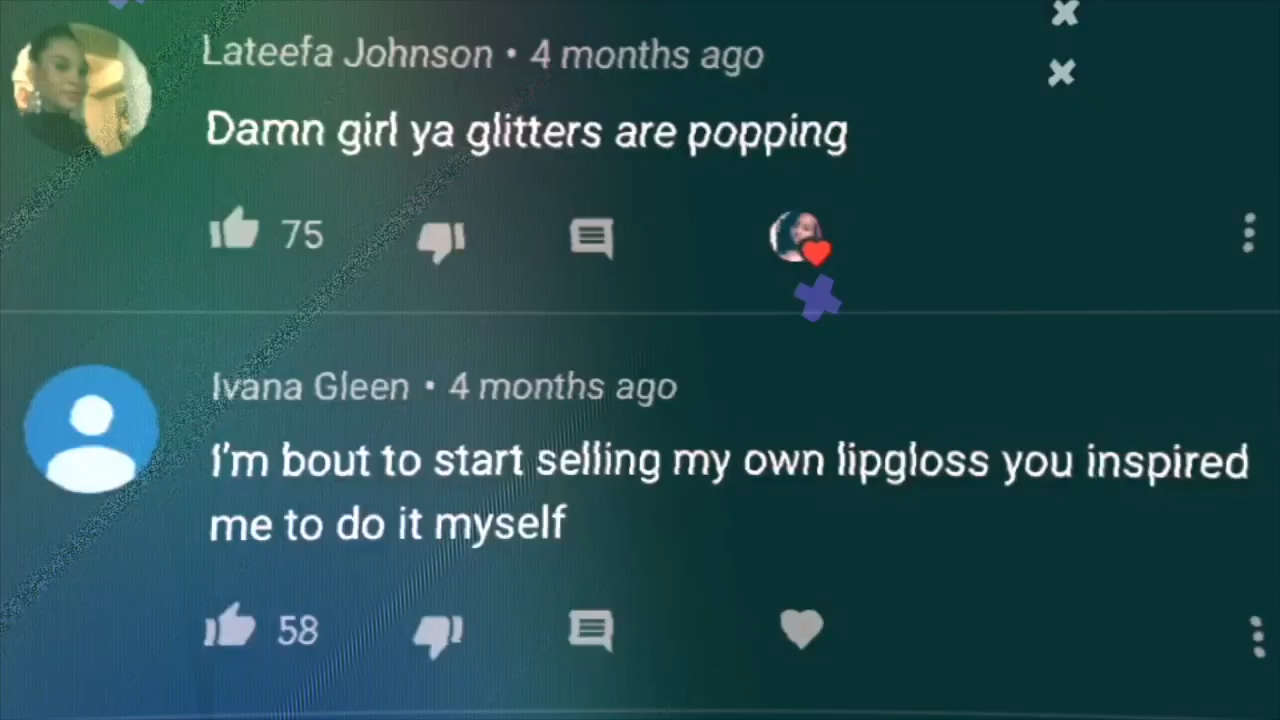 Lateefa Johnson • 4 months ago
Damn girl ya glitters are popping
75
Ivana Gleen • 4 months ago
I'm bout to start selling my own lipgloss you inspired
me to do it myself
58